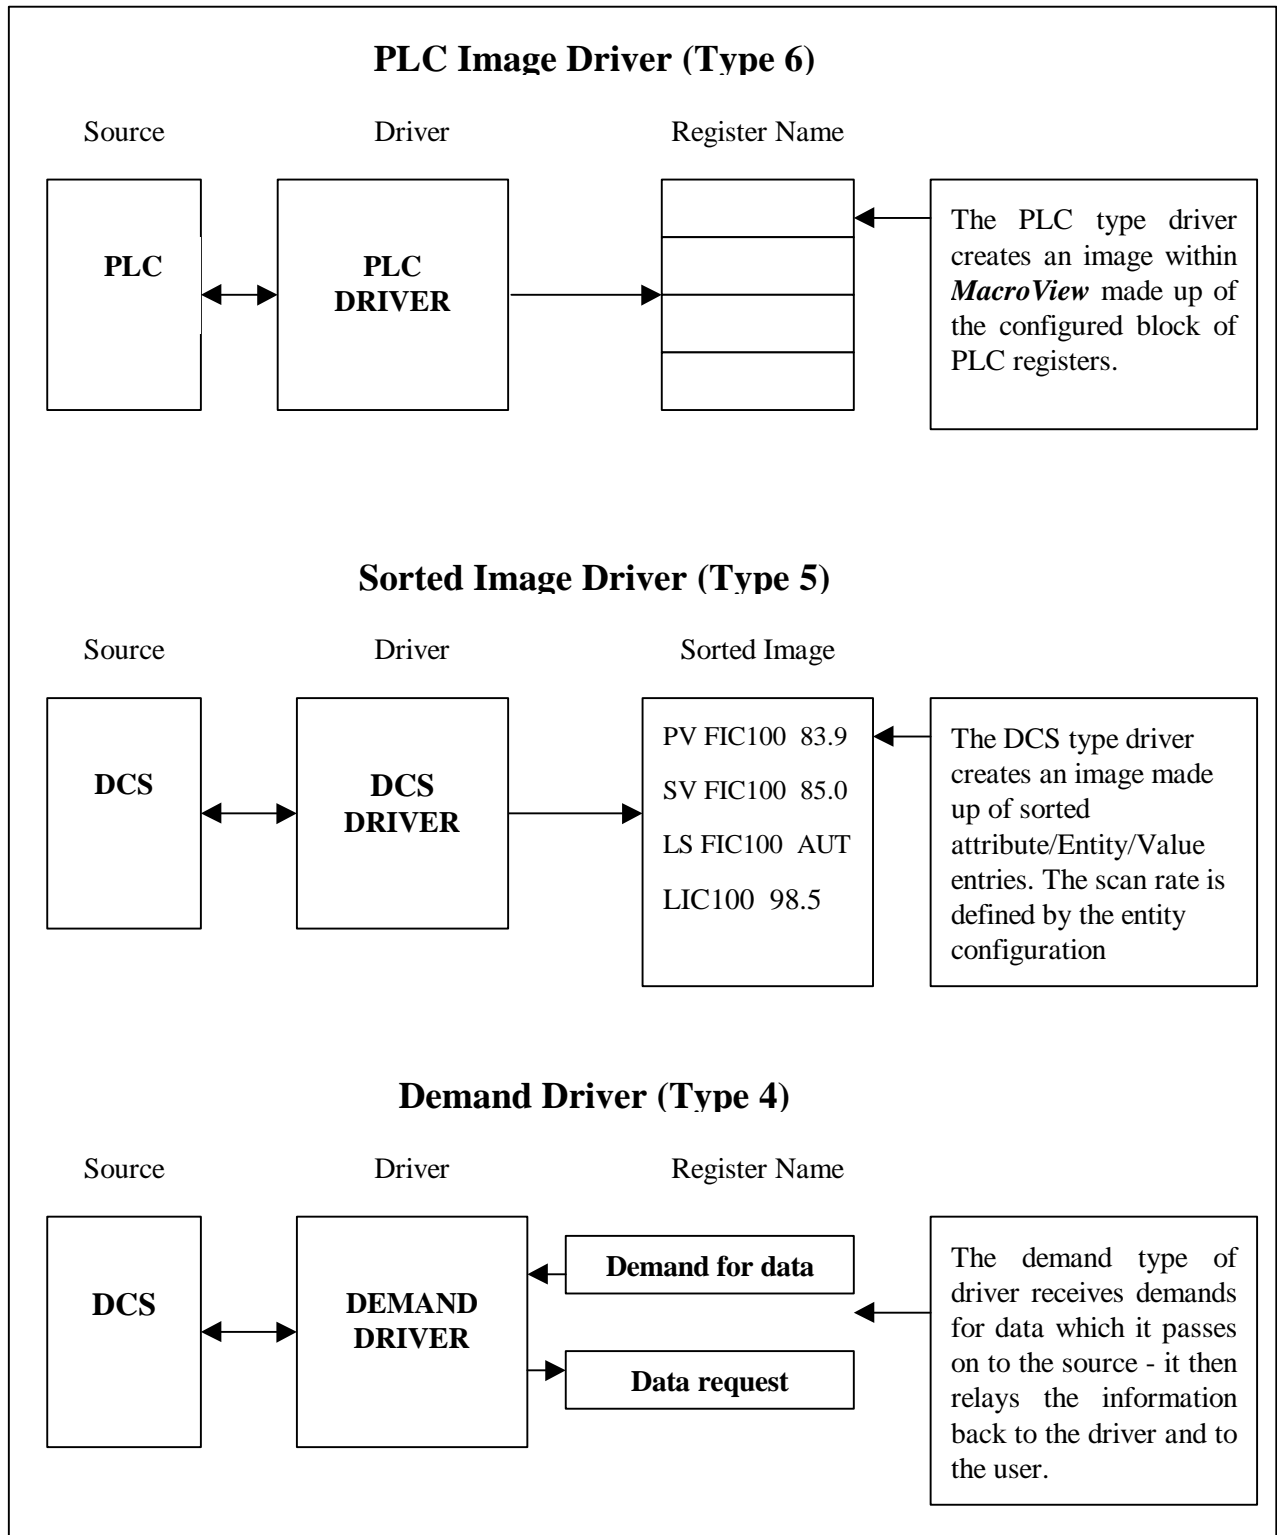 PLC Image Driver (Type 6)
Source Driver Register Name
PLC
PLC
DRIVER
The PLC type driver
creates an image within
MacroView made up of
the configured block of
PLC registers.
Sorted Image Driver (Type 5)
Source Driver Sorted Image
DCS
DCS
DRIVER
PV FIC100 83.9
SV FIC100 85.0
LS FIC100 AUT
LIC100 98.5
The DCS type driver
creates an image made
up of sorted
attribute/Entity/Value
entries. The scan rate is
defined by the entity
configuration
Demand Driver (Type 4)
Source Driver Register Name
DCS
DEMAND
DRIVER
Demand for data
Data request
The demand type of
driver receives demands
for data which it passes
on to the source - it then
relays the information
back to the driver and to
the user.